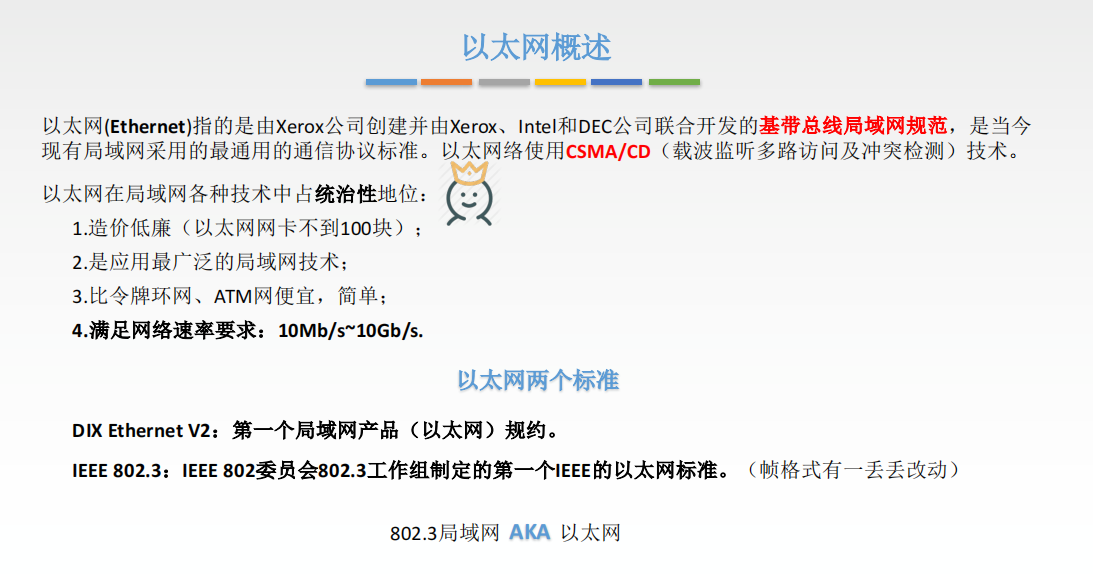 以太网概述
以太网(Ethernet)指的是由Xerox公司创建并由Xerox、Intel和DEC公司联合开发的基带总线局域网规范，是当今
现有局域网采用的最通用的通信协议标准。以太网络使用CSMA/CD（载波监听多路访问及冲突检测）技术。
以太网在局域网各种技术中占统治性地位：
1.造价低廉（以太网网卡不到100块）；
2.是应用最广泛的局域网技术；
3.比令牌环网、ATM网便宜，简单；
4.满足网络速率要求：10Mb/s~10Gb/s.
以太网两个标准
DIX Ethernet V2：第一个局域网产品（以太网）规约。
IEEE 802.3：IEEE 802委员会802.3工作组制定的第一个IEEE的以太网标准。（帧格式有一丢丢改动）
802.3局域网 AKA 以太网